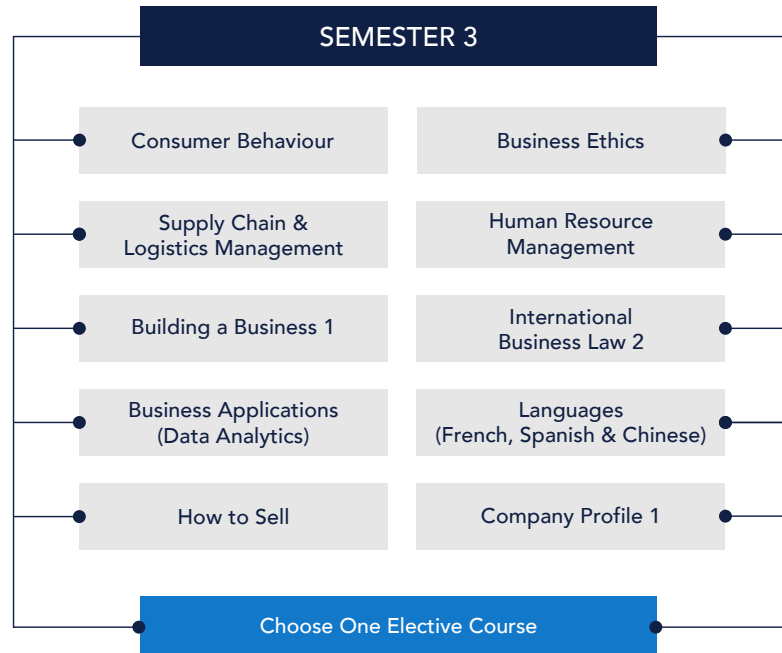 SEMESTER 3
Consumer Behaviour
Business Ethics
Supply Chain &
Logistics Management
Human Resource
Management
Building a Business 1
International
Business Law 2
Business Applications
(Data Analytics)
Languages
(French, Spanish & Chinese)
How to Sell
Company Profile 1
Choose One Elective Course